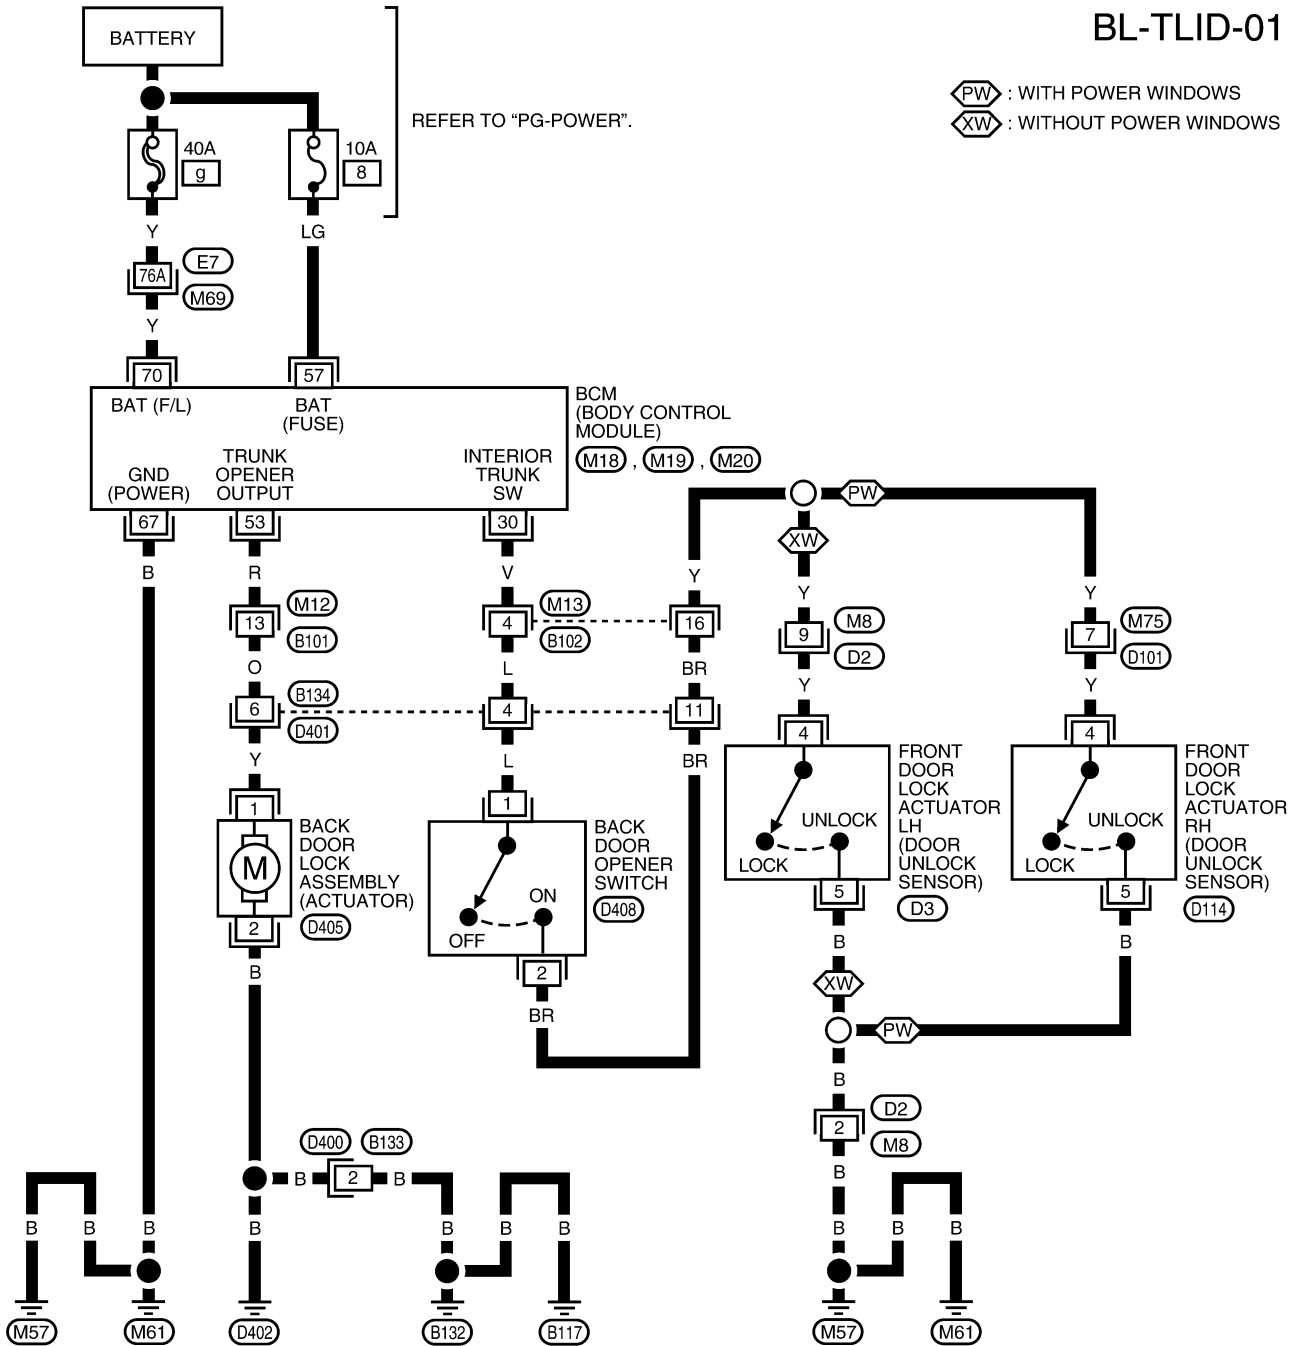 BL-TLID-01
BATTERY
PW : WITH POWER WINDOWS
XW : WITHOUT POWER WINDOWS
REFER TO “PG-POWER”.
40A
g
10A
8
Y
LG
76A
E7
M69
Y
70
57
BAT (F/L)
BAT
(FUSE)
BCM
(BODY CONTROL
MODULE)
M18 , M19 , M20
GND
(POWER)
TRUNK
OPENER
OUTPUT
INTERIOR
TRUNK
SW
67
53
30
PW
XW
B
R
V
Y
Y
Y
13
M12
B101
4
M13
B102
16
9
M8
D2
7
M75
D101
O
L
BR
Y
Y
6
B134
D401
4
11
Y
L
BR
4
4
1
1
BACK
DOOR
LOCK
ASSEMBLY
(ACTUATOR)
D405
M
2
BACK
DOOR
OPENER
SWITCH
D408
ON
OFF
2
FRONT
DOOR
LOCK
ACTUATOR
LH
(DOOR
UNLOCK
SENSOR)
D3
UNLOCK
LOCK
5
FRONT
DOOR
LOCK
ACTUATOR
RH
(DOOR
UNLOCK
SENSOR)
D114
UNLOCK
LOCK
5
B
BR
B
B
XW
PW
B
2
D2
M8
D400
B133
B
2
B
B
B
B
B
B
B
B
B
B
B
B
M57
M61
D402
B132
B117
M57
M61